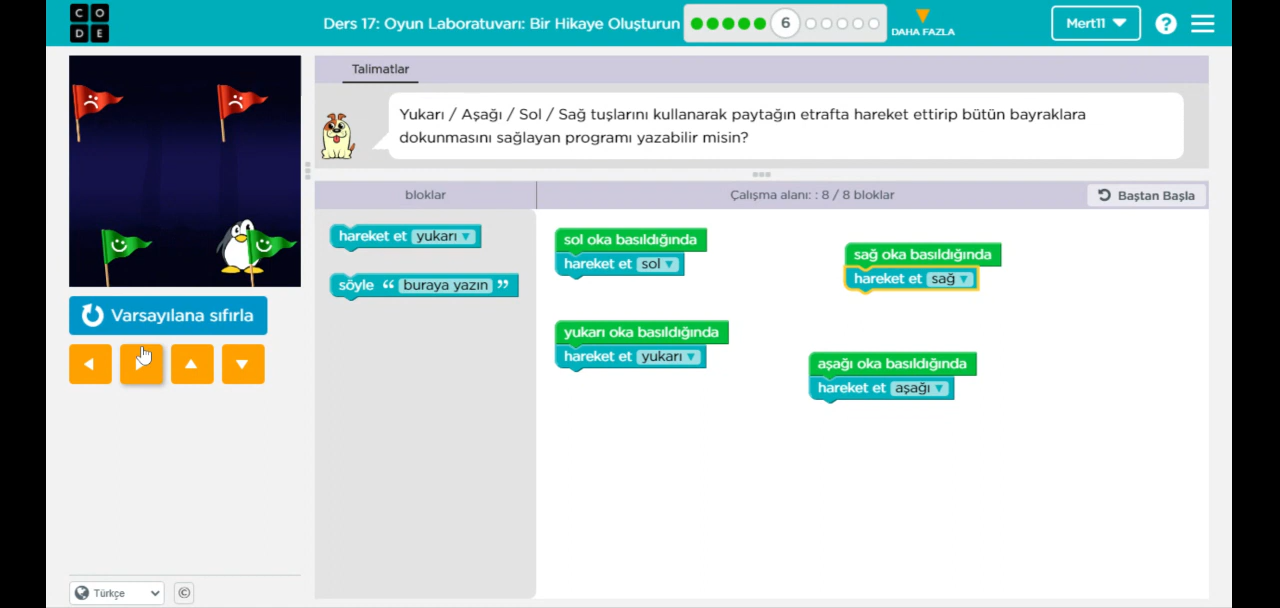 CO
DE
Ders 17: Oyun Laboratuvarı: Bir Hikaye Oluşturun
6
DAHA FAZLA
Mert11
?
Talimatlar
Yukarı / Aşağı / Sol / Sağ tuşlarını kullanarak paytağın etrafta hareket ettirip bütün bayraklara
dokunmasını sağlayan programı yazabilir misin?
bloklar
Çalışma alanı: : 8 / 8 bloklar
Baştan Başla
hareket et yukarı
söyle “ buraya yazın ”
sol oka basıldığında
hareket et sol
sağ oka basıldığında
hareket et sağ
yukarı oka basıldığında
hareket et yukarı
aşağı oka basıldığında
hareket et aşağı
Varsayılana sıfırla
Türkçe
©